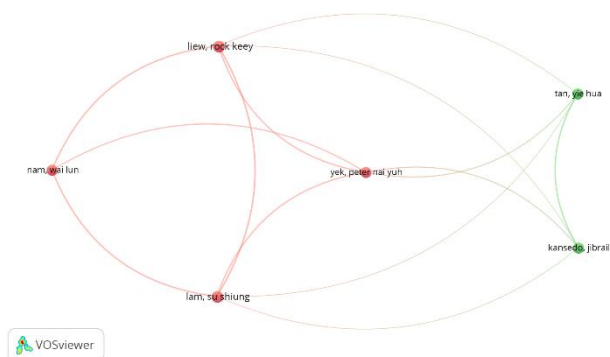 liew, rock keey
tan, yie hua
nam, wai lun
yek, peter nai yuh
kansedo, jibrail
lam, su shiung
VOSviewer